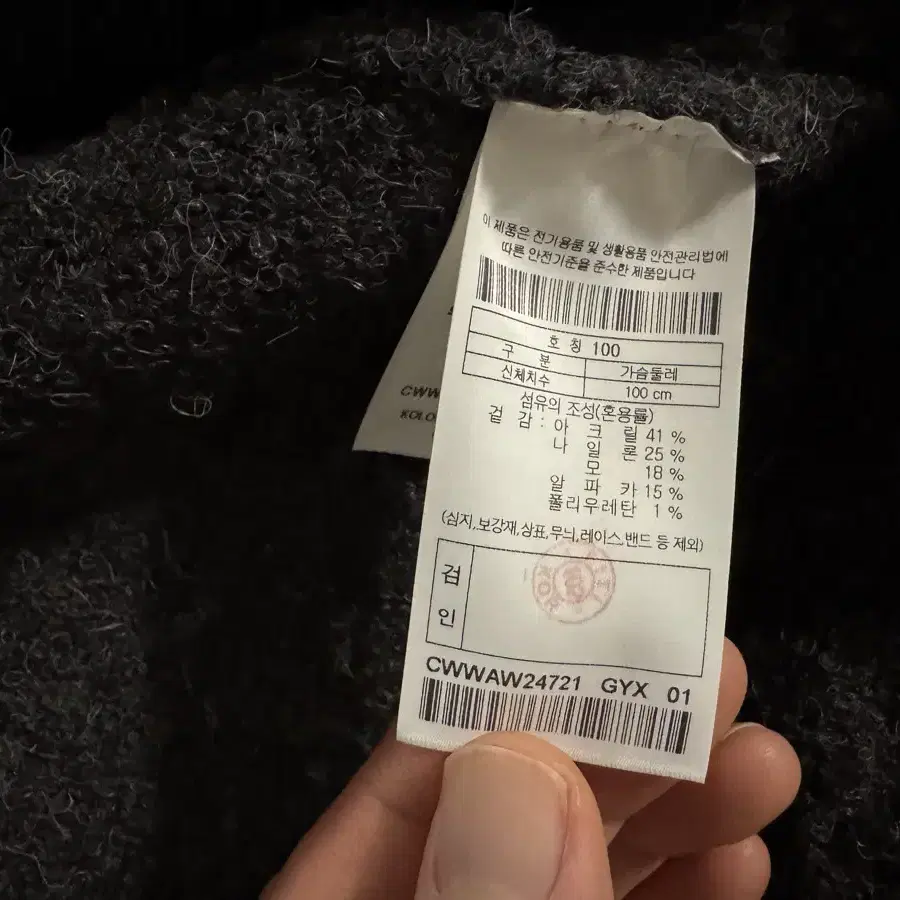 이 제품은 전기용품 및 생활용품 안전관리법에
따른 안전기준을 준수한 제품입니다
호 칭 100
구 분 가슴둘레
신체치수 100 cm
섬유의 조성(혼용률)
겉 감 : 아 크 릴 41 %
나 일 론 25 %
모 18 %
알 파 카 15 %
폴리우레탄 1 %
(심지,보강재,상표,무늬,레이스,밴드 등 제외)
검
인
CWWAW24721 GYX 01
CWW
KOLO